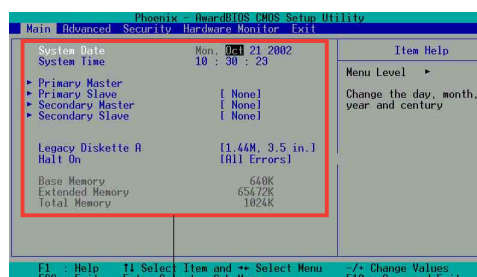 Phoenix - AwardBIOS CMOS Setup Utility
Main Advanced Security Hardware Monitor Exit
System Date Mon, Oct 21 2002
System Time 10 : 30 : 23
Primary Master
Primary Slave [ None]
Secondary Master [ None]
Secondary Slave [ None]
Legacy Diskette A [1.44M, 3.5 in.]
Halt On [All Errors]
Base Memory 640K
Extended Memory 65472K
Total Memory 1024K
Item Help
Menu Level ►
Change the day, month,
year and century
F1 : Help ↑↓ Select Item and →← Select Menu -/+ Change Values